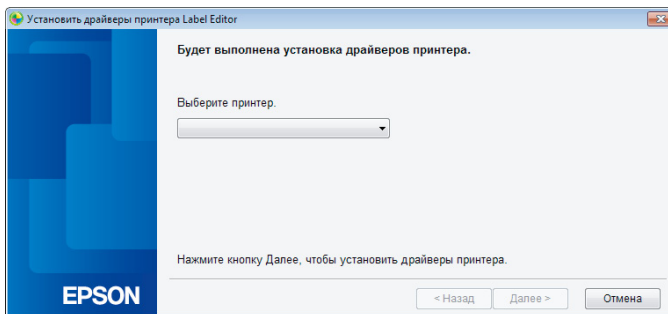 Установить драйверы принтера Label Editor
Будет выполнена установка драйверов принтера.
Выберите принтер.
Нажмите кнопку Далее, чтобы установить драйверы принтера.
EPSON
< Назад
Далее >
Отмена